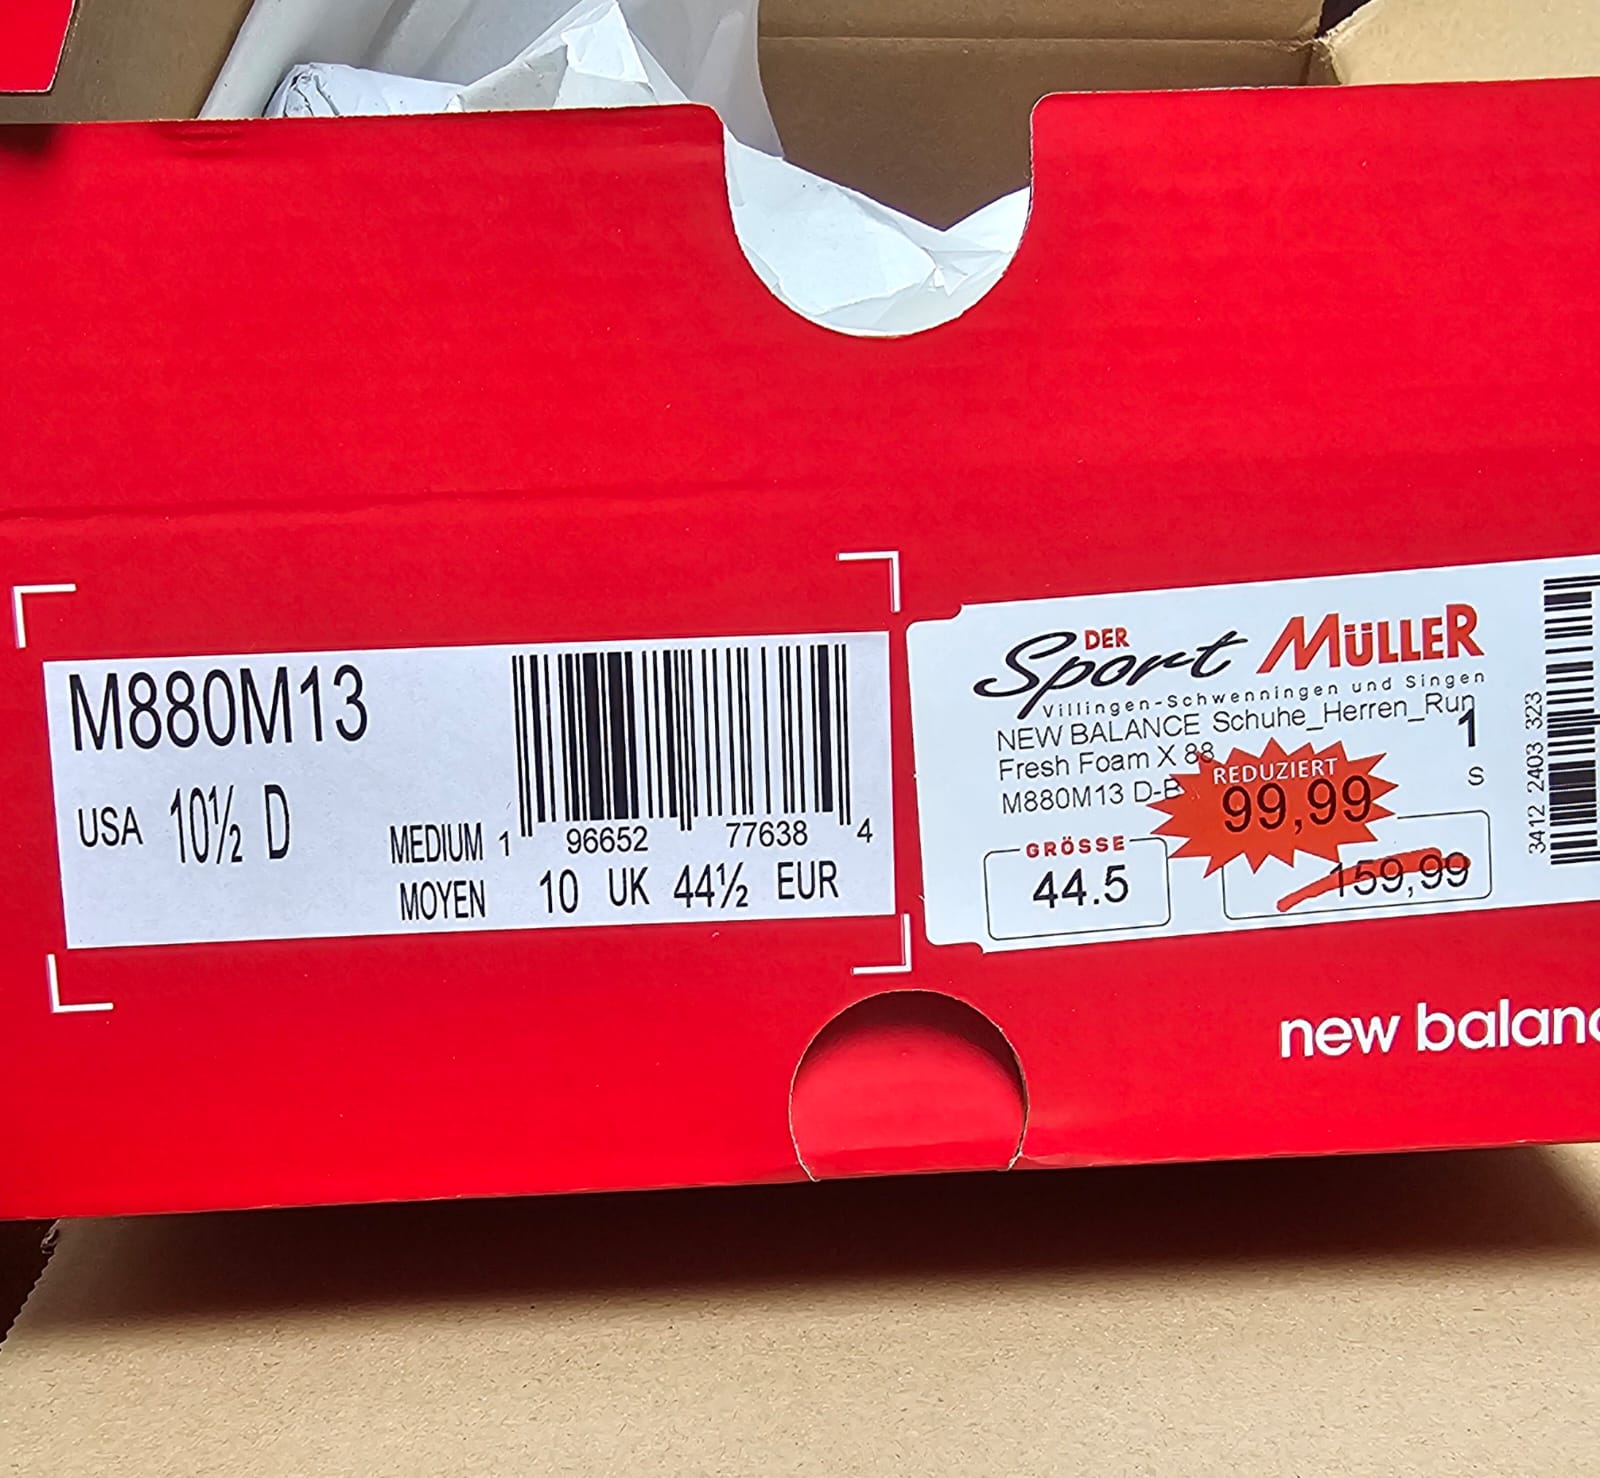 M880M13
USA 10½ D
MEDIUM
MOYEN
1 96652 77638 4
10 UK 44½ EUR
DER
Sport MÜLLER
Villingen-Schwenningen und Singen
NEW BALANCE Schuhe_Herren_Run
1
Fresh Foam X 88
S
M880M13 D-B
REDUZIERT
99,99
GRÖSSE
44.5
159,99
3412 2403 323
new balanc